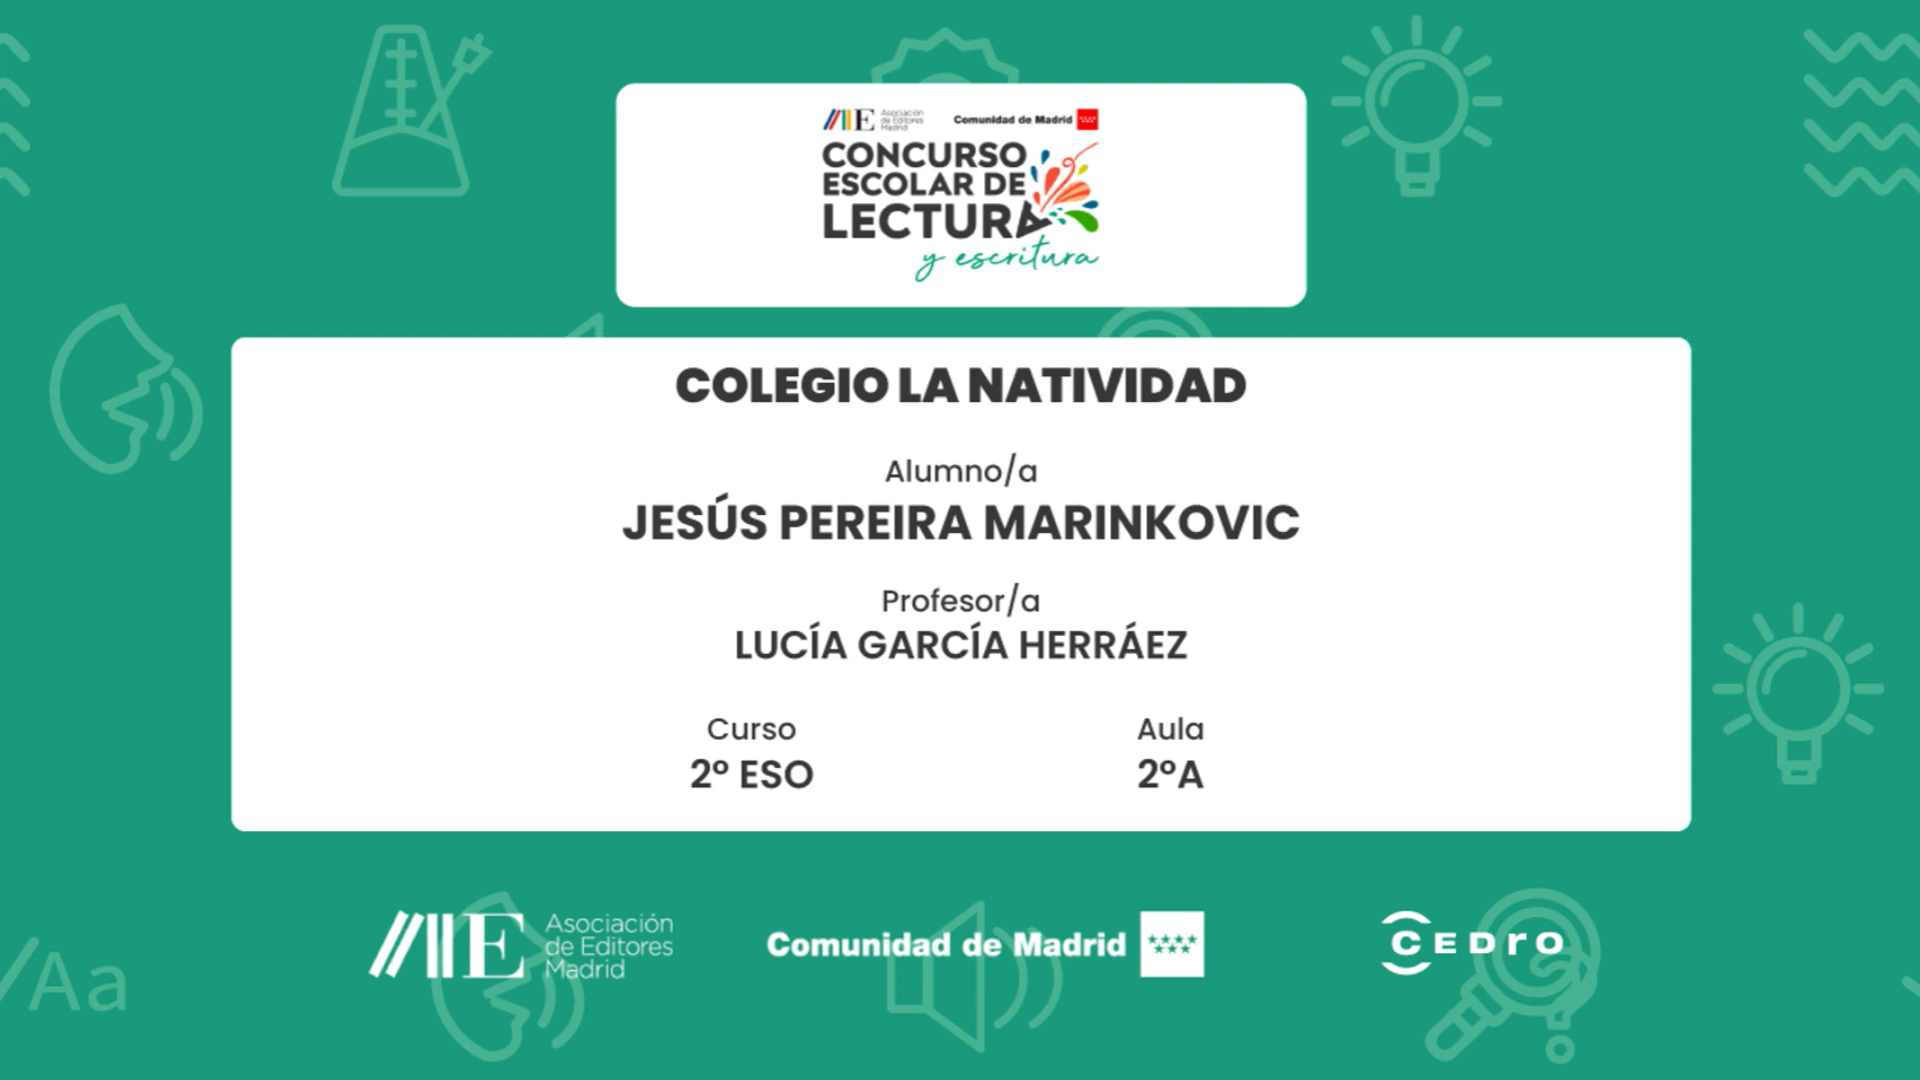 Asociación
de Editores
Madrid
Comunidad de Madrid
CONCURSO
ESCOLAR DE
LECTURA
y escritura
COLEGIO LA NATIVIDAD
Alumno/a
JESÚS PEREIRA MARINKOVIC
Profesor/a
LUCÍA GARCÍA HERRÁEZ
Curso
Aula
2º ESO
2ºA
Aa
Asociación
de Editores
Madrid
Comunidad de Madrid
CEDRO